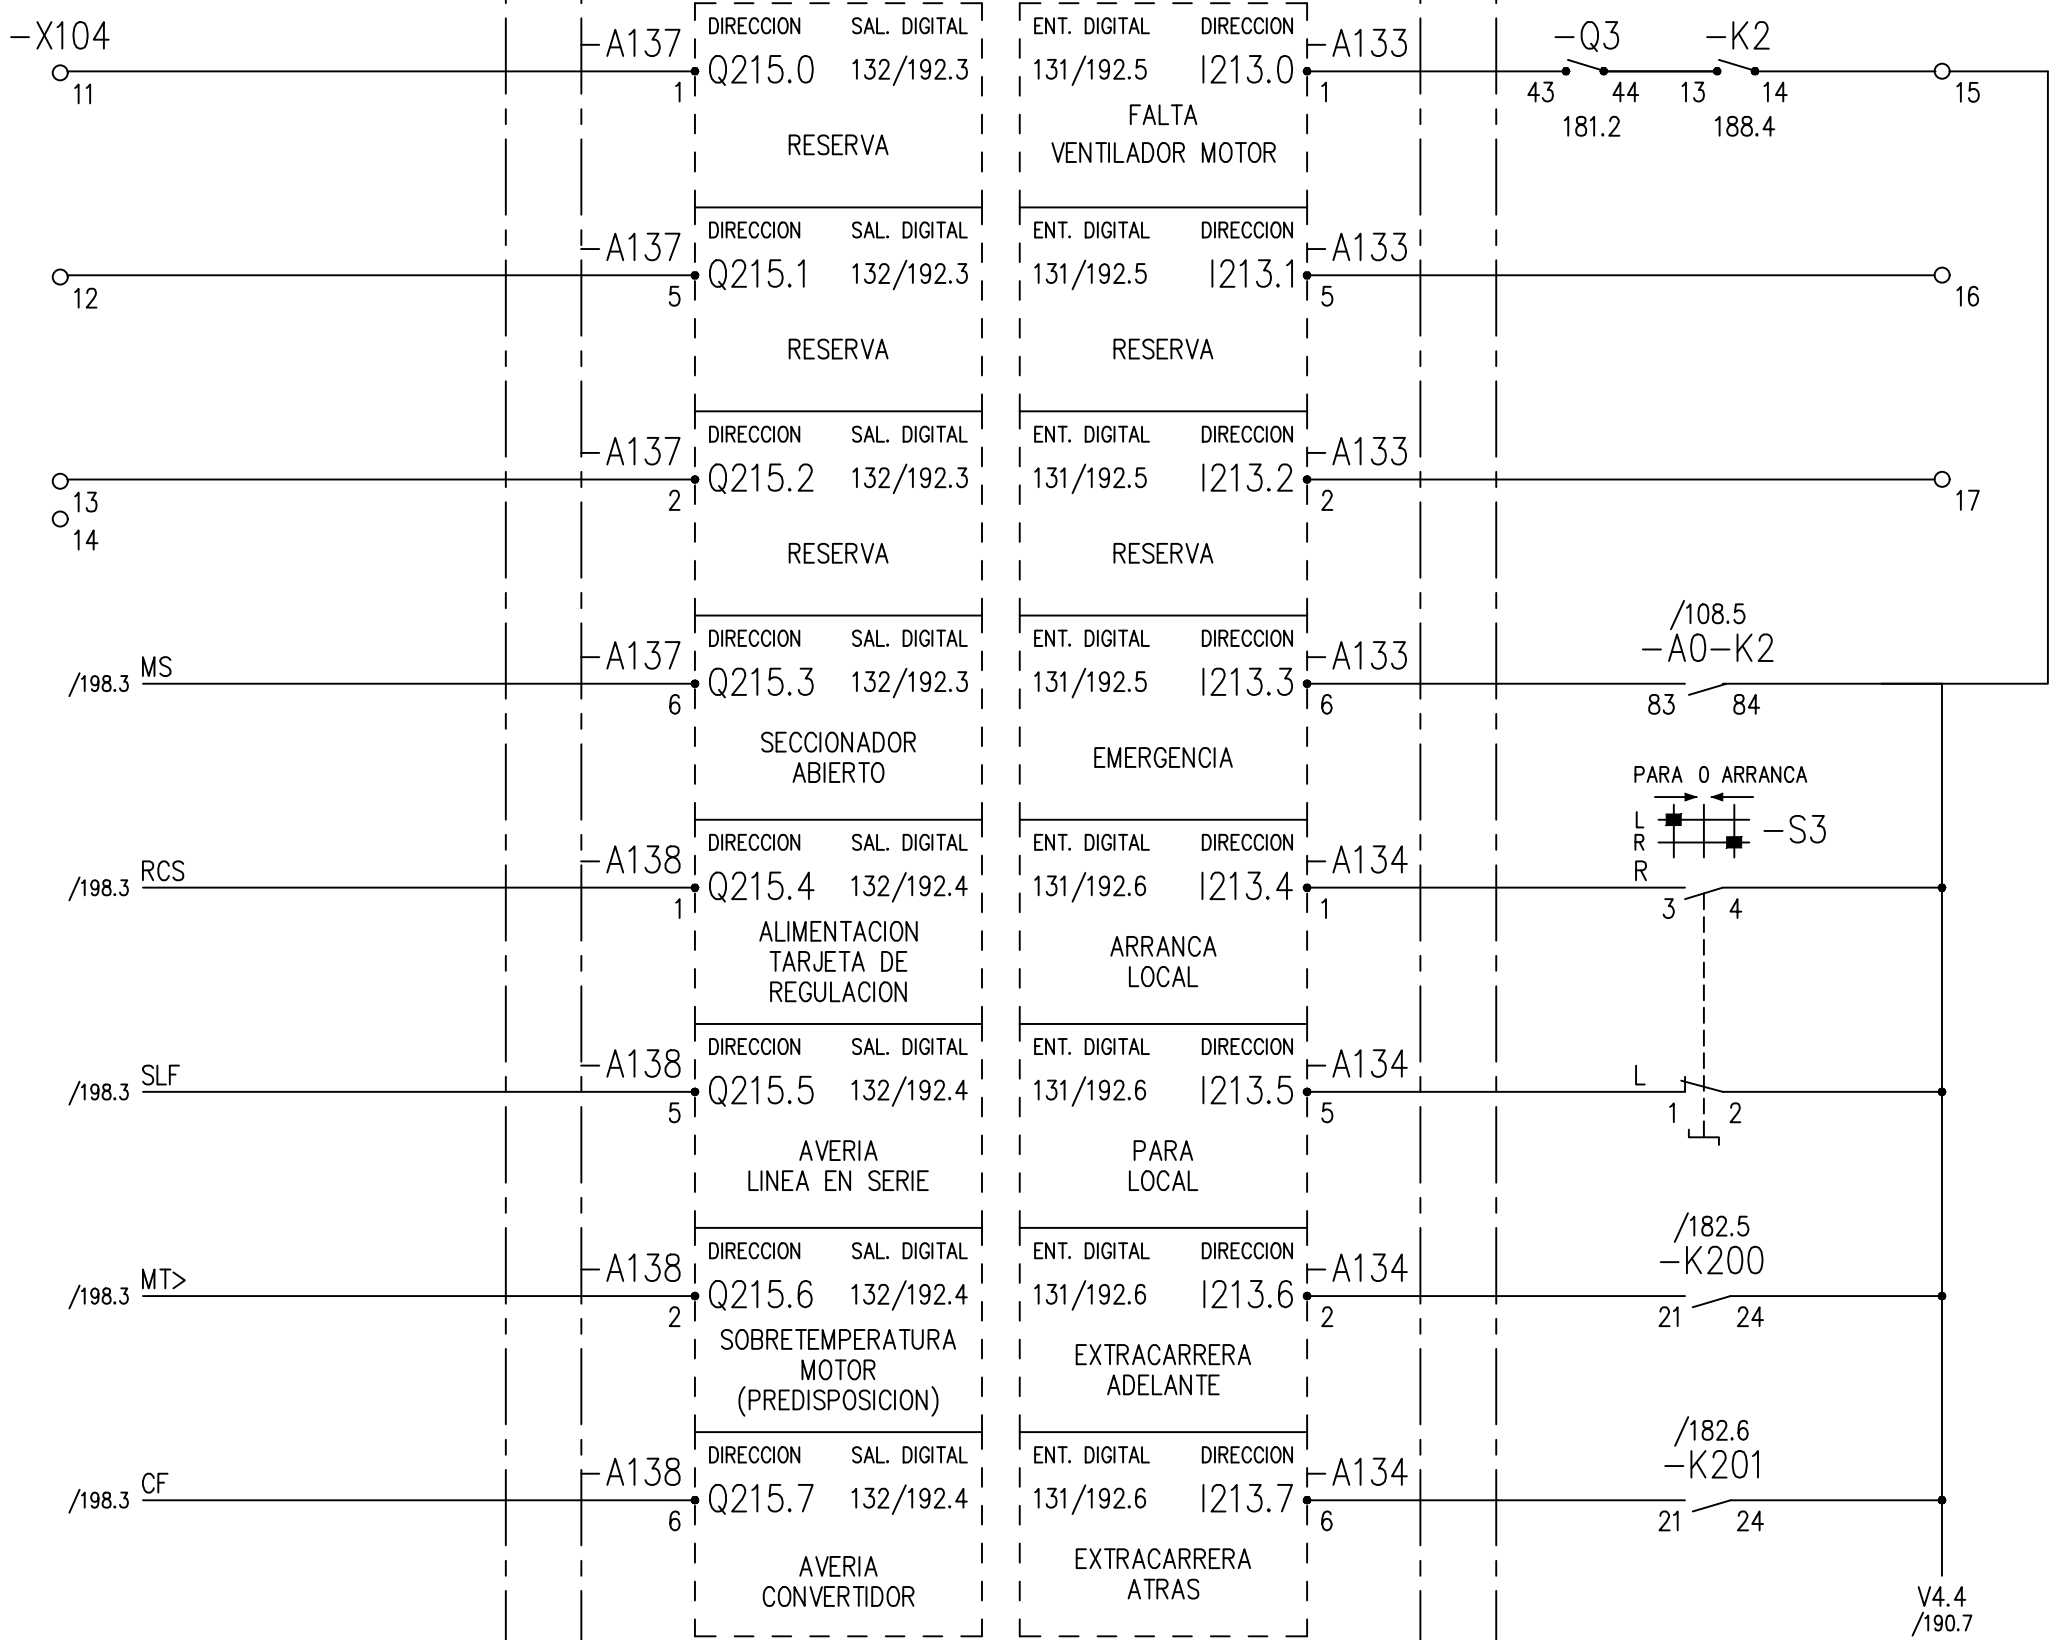 -X104
11
-A137
1
DIRECCION SAL. DIGITAL
Q215.0 132/192.3
RESERVA
ENT. DIGITAL DIRECCION
131/192.5 I213.0
FALTA
VENTILADOR MOTOR
-A133
1
-Q3
43 44
181.2
-K2
13 14
188.4
15
12
-A137
5
DIRECCION SAL. DIGITAL
Q215.1 132/192.3
RESERVA
ENT. DIGITAL DIRECCION
131/192.5 I213.1
RESERVA
-A133
5
16
13
14
-A137
2
DIRECCION SAL. DIGITAL
Q215.2 132/192.3
RESERVA
ENT. DIGITAL DIRECCION
131/192.5 I213.2
RESERVA
-A133
2
17
/198.3 MS
-A137
6
DIRECCION SAL. DIGITAL
Q215.3 132/192.3
SECCIONADOR
ABIERTO
ENT. DIGITAL DIRECCION
131/192.5 I213.3
EMERGENCIA
-A133
6
/108.5
-A0-K2
83 84
/198.3 RCS
-A138
1
DIRECCION SAL. DIGITAL
Q215.4 132/192.4
ALIMENTACION
TARJETA DE
REGULACION
ENT. DIGITAL DIRECCION
131/192.6 I213.4
ARRANCA
LOCAL
-A134
1
PARA 0 ARRANCA
L
R
-S3
R
3 4
/198.3 SLF
-A138
5
DIRECCION SAL. DIGITAL
Q215.5 132/192.4
AVERIA
LINEA EN SERIE
ENT. DIGITAL DIRECCION
131/192.6 I213.5
PARA
LOCAL
-A134
5
L
1 2
/198.3 MT>
-A138
2
DIRECCION SAL. DIGITAL
Q215.6 132/192.4
SOBRETEMPERATURA
MOTOR
(PREDISPOSICION)
ENT. DIGITAL DIRECCION
131/192.6 I213.6
EXTRACARRERA
ADELANTE
-A134
2
/182.5
-K200
21 24
/198.3 CF
-A138
6
DIRECCION SAL. DIGITAL
Q215.7 132/192.4
AVERIA
CONVERTIDOR
ENT. DIGITAL DIRECCION
131/192.6 I213.7
EXTRACARRERA
ATRAS
-A134
6
/182.6
-K201
21 24
V4.4
/190.7